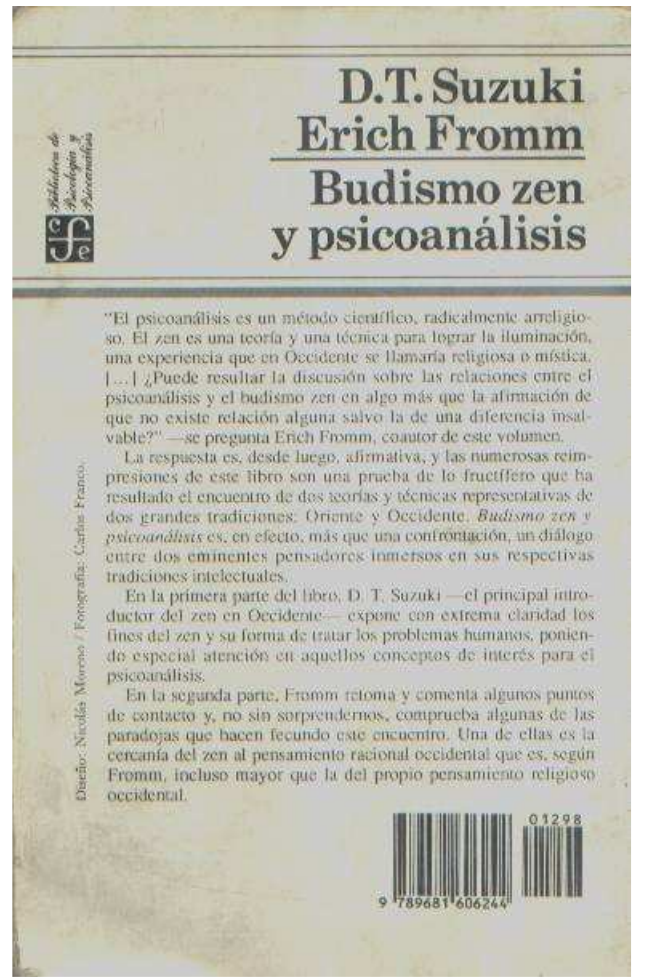 D.T. Suzuki
Erich Fromm
Budismo zen
y psicoanálisis
Biblioteca de
Psicología y
Psicoanálisis
cfe
"El psicoanálisis es un método científico, radicalmente arreligio-
so. El zen es una teoría y una técnica para lograr la iluminación,
una experiencia que en Occidente se llamaría religiosa o mística.
[...] ¿Puede resultar la discusión sobre las relaciones entre el
psicoanálisis y el budismo zen en algo más que la afirmación de
que no existe relación alguna salvo la de una diferencia insal-
vable?" —se pregunta Erich Fromm, coautor de este volumen.
La respuesta es, desde luego, afirmativa, y las numerosas reim-
presiones de este libro son una prueba de lo fructífero que ha
resultado el encuentro de dos teorías y técnicas representativas de
dos grandes tradiciones: Oriente y Occidente. Budismo zen y
psicoanálisis es, en efecto, más que una confrontación, un diálogo
entre dos eminentes pensadores inmersos en sus respectivas
tradiciones intelectuales.
En la primera parte del libro, D. T. Suzuki —el principal intro-
ductor del zen en Occidente— expone con extrema claridad los
fines del zen y su forma de tratar los problemas humanos, ponien-
do especial atención en aquellos conceptos de interés para el
psicoanálisis.
En la segunda parte, Fromm retoma y comenta algunos puntos
de contacto y, no sin sorprendernos, comprueba algunas de las
paradojas que hacen fecundo este encuentro. Una de ellas es la
cercanía del zen al pensamiento racional occidental que es, según
Fromm, incluso mayor que la del propio pensamiento religioso
occidental.
Diseño: Nicolás Moreno / Fotografía: Carlos Franco.
01298
9 789681 606244